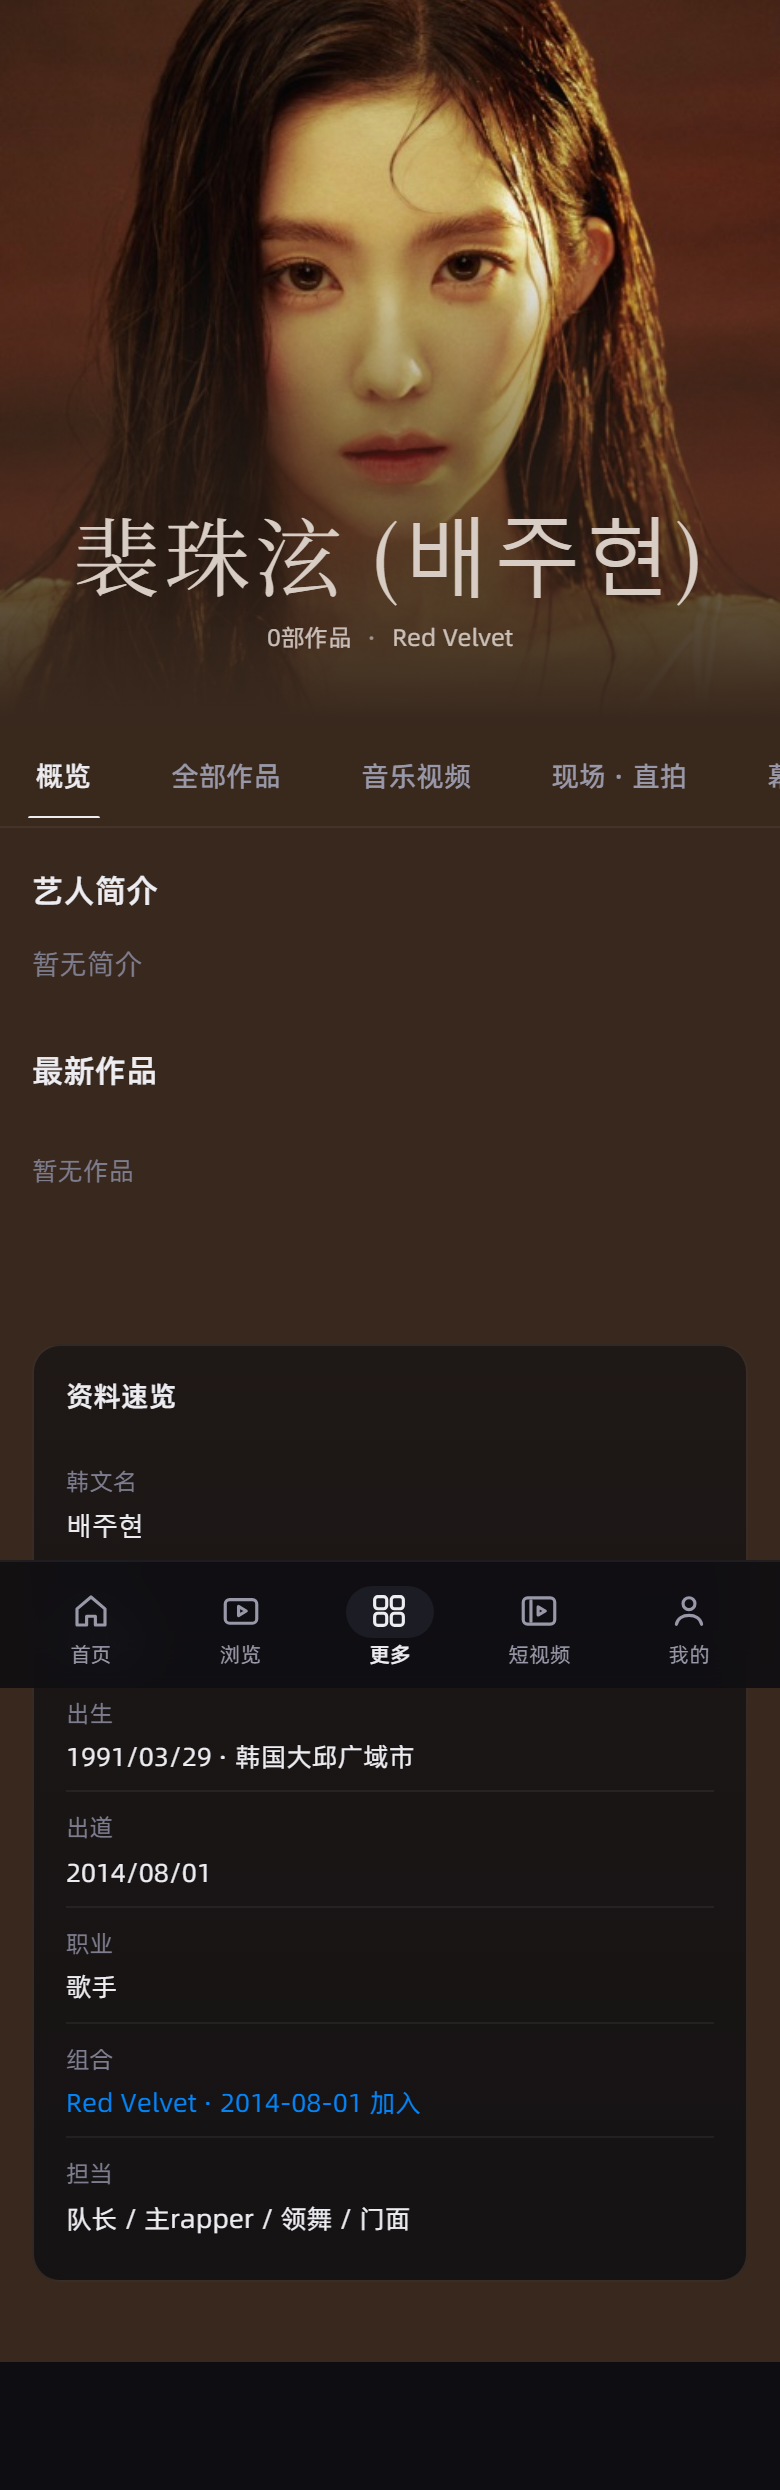 裴珠泫 (배주현)
0部作品 · Red Velvet
概览 全部作品 音乐视频 现场 · 直拍
艺人简介
暂无简介
最新作品
暂无作品
资料速览
韩文名
배주현
首页 浏览 更多 短视频 我的
出生
1991/03/29 · 韩国大邱广域市
出道
2014/08/01
职业
歌手
组合
Red Velvet · 2014-08-01 加入
担当
队长 / 主rapper / 领舞 / 门面